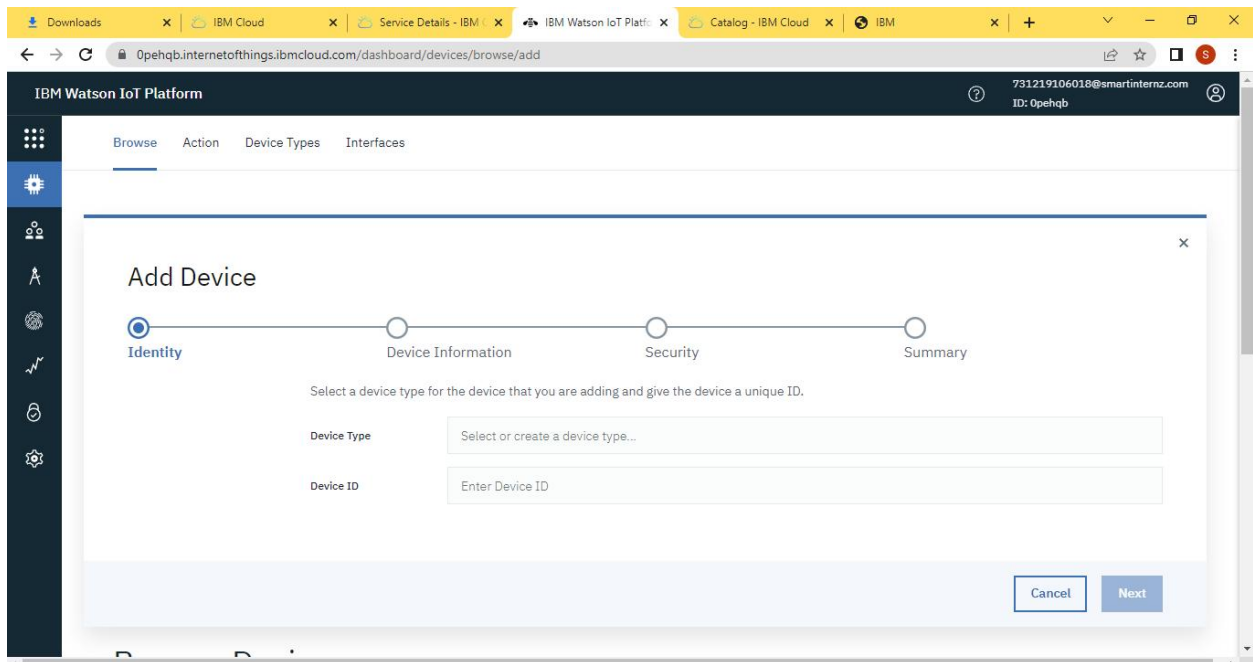 Downloads IBM Cloud Service Details - IBM C IBM Watson IoT Platfo Catalog - IBM Cloud IBM
0pehqb.internetofthings.ibmcloud.com/dashboard/devices/browse/add S
IBM Watson IoT Platform
731219106018@smartinternz.com
ID: 0pehqb
Browse Action Device Types Interfaces
Add Device
Identity Device Information Security Summary
Select a device type for the device that you are adding and give the device a unique ID.
Device Type Select or create a device type...
Device ID Enter Device ID
Cancel Next